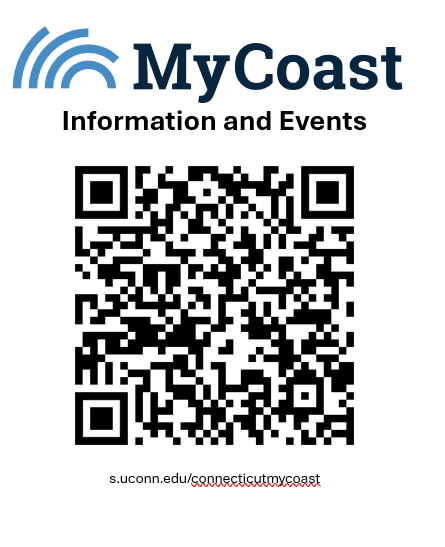 MyCoast
Information and Events
s.uconn.edu/connecticutmycoast